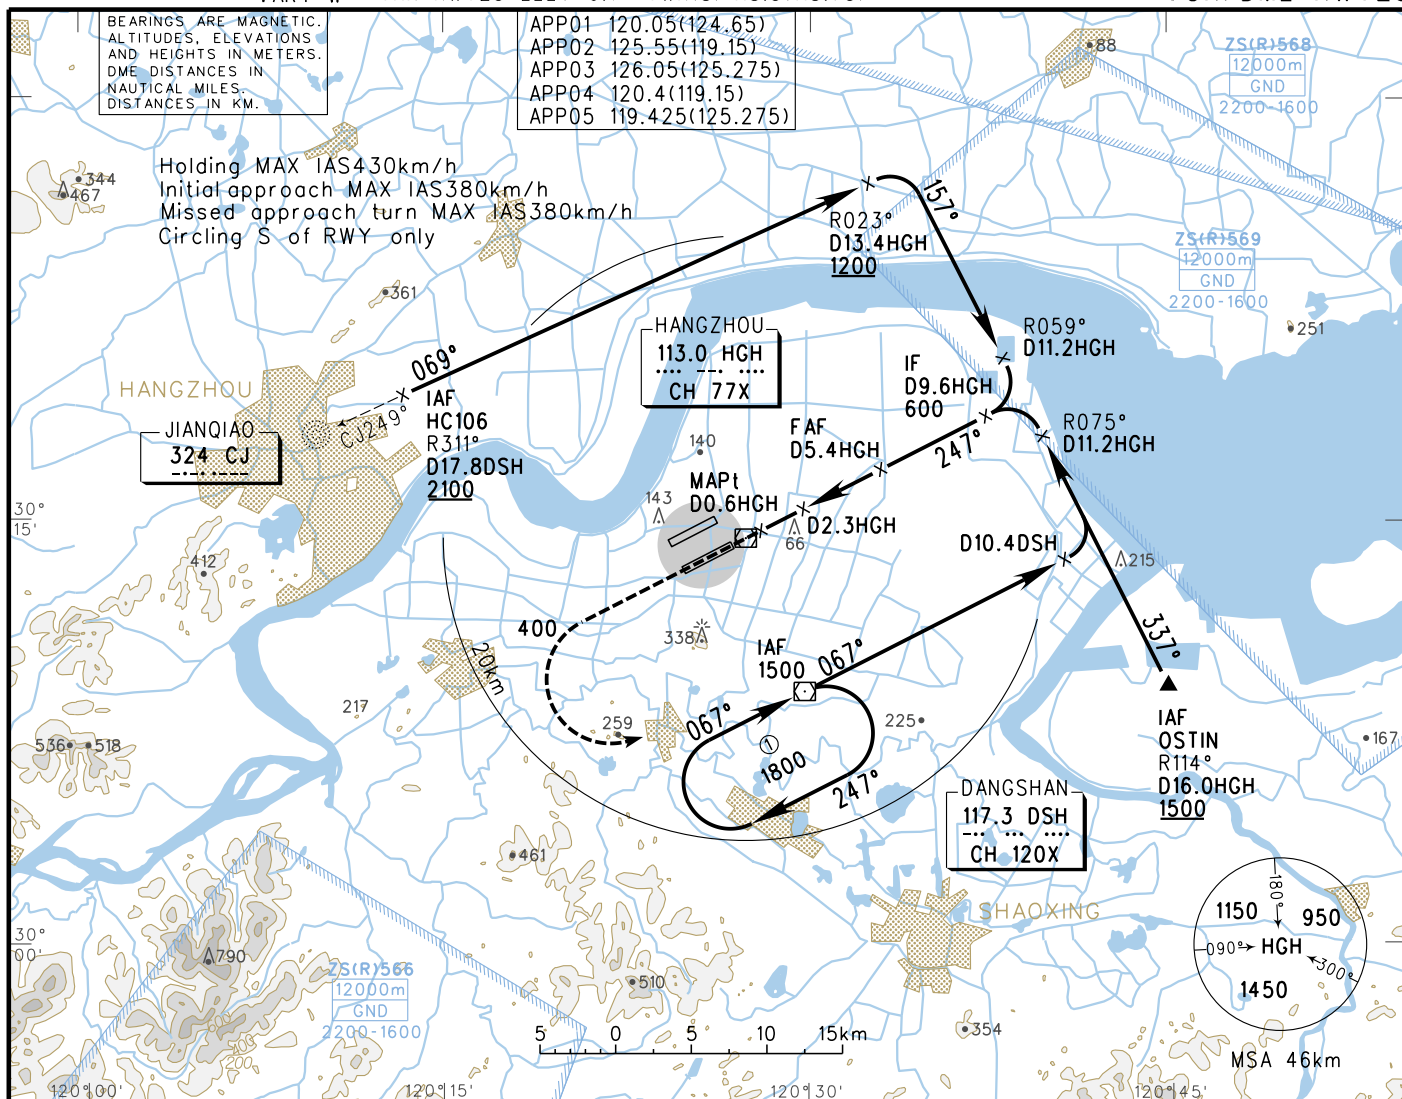 BEARINGS ARE MAGNETIC.
ALTITUDES, ELEVATIONS
AND HEIGHTS IN METERS.
DME DISTANCES IN
NAUTICAL MILES.
DISTANCES IN KM.
APP01 120.05(124.65)
APP02 125.55(119.15)
APP03 126.05(125.275)
APP04 120.4(119.15)
APP05 119.425(125.275)
88
ZS(R)568
12000m
GND
2200-1600
Holding MAX IAS430km/h
Initial approach MAX IAS380km/h
Missed approach turn MAX IAS380km/h
Circling S of RWY only
344
467
157°
R023°
D13.4HGH
1200
ZS(R)569
12000m
GND
2200-1600
361
251
HANGZHOU
113.0 HGH
CH 77X
R059°
D11.2HGH
069°
IF
D9.6HGH
600
HANGZHOU
IAF
HC106
R311°
D17.8DSH
2100
CJ249°
JIANQIAO
324 CJ
R075°
D11.2HGH
FAF
D5.4HGH
247°
140
MAPt
D0.6HGH
143
D2.3HGH
66
30°
15'
D10.4DSH
215
412
400
338
IAF
1500
067°
337°
20km
217
259
067°
1
1800
247°
225
536
518
167
IAF
OSTIN
R114°
D16.0HGH
1500
DANGSHAN
117.3 DSH
CH 120X
461
SHAOXING
180°
1150
950
090°
HGH
300°
1450
MSA 46km
30°
00'
790
ZS(R)566
12000m
GND
2200-1600
510
354
600
400
200
5 0 5 10 15km
120°00'
120°15'
120°30'
120°45'